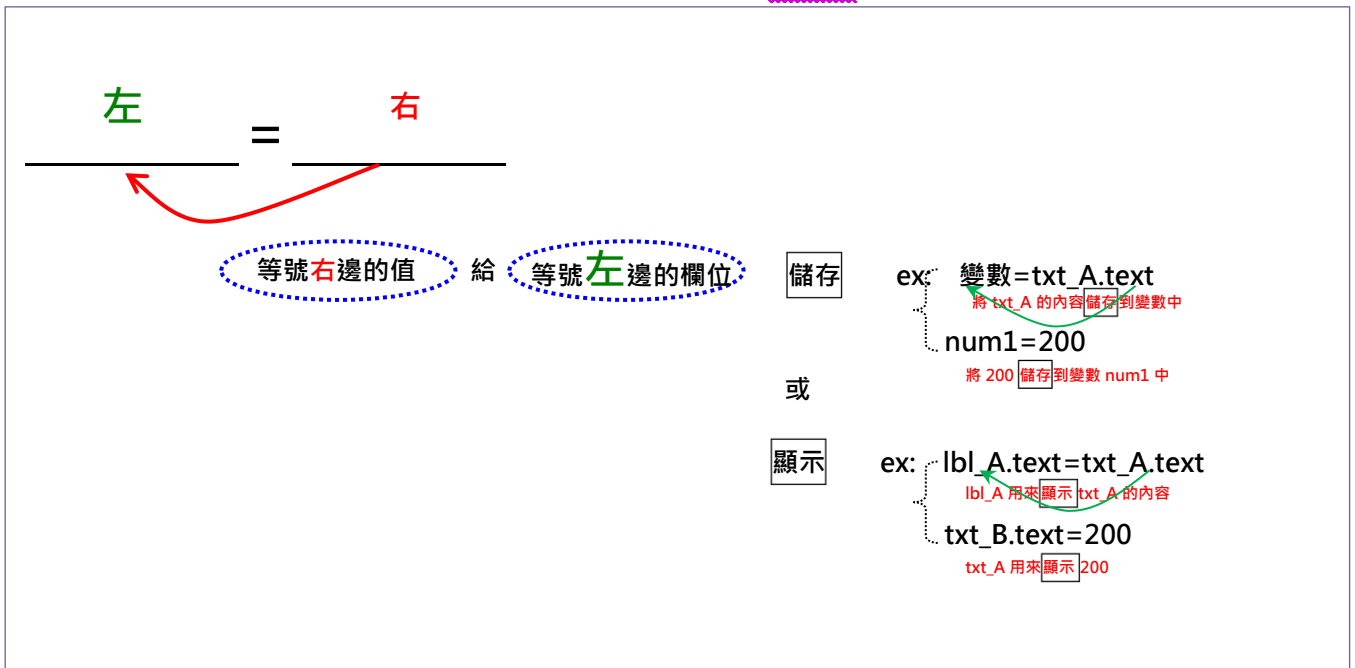 左 = 右
等號右邊的值 給 等號左邊的欄位 儲存 ex: 變數=txt_A.text
將 txt_A 的內容儲存到變數中
num1=200
將 200 儲存到變數 num1 中
或
顯示 ex: lbl_A.text=txt_A.text
lbl_A 用來顯示 txt_A 的內容
txt_B.text=200
txt_A 用來顯示 200